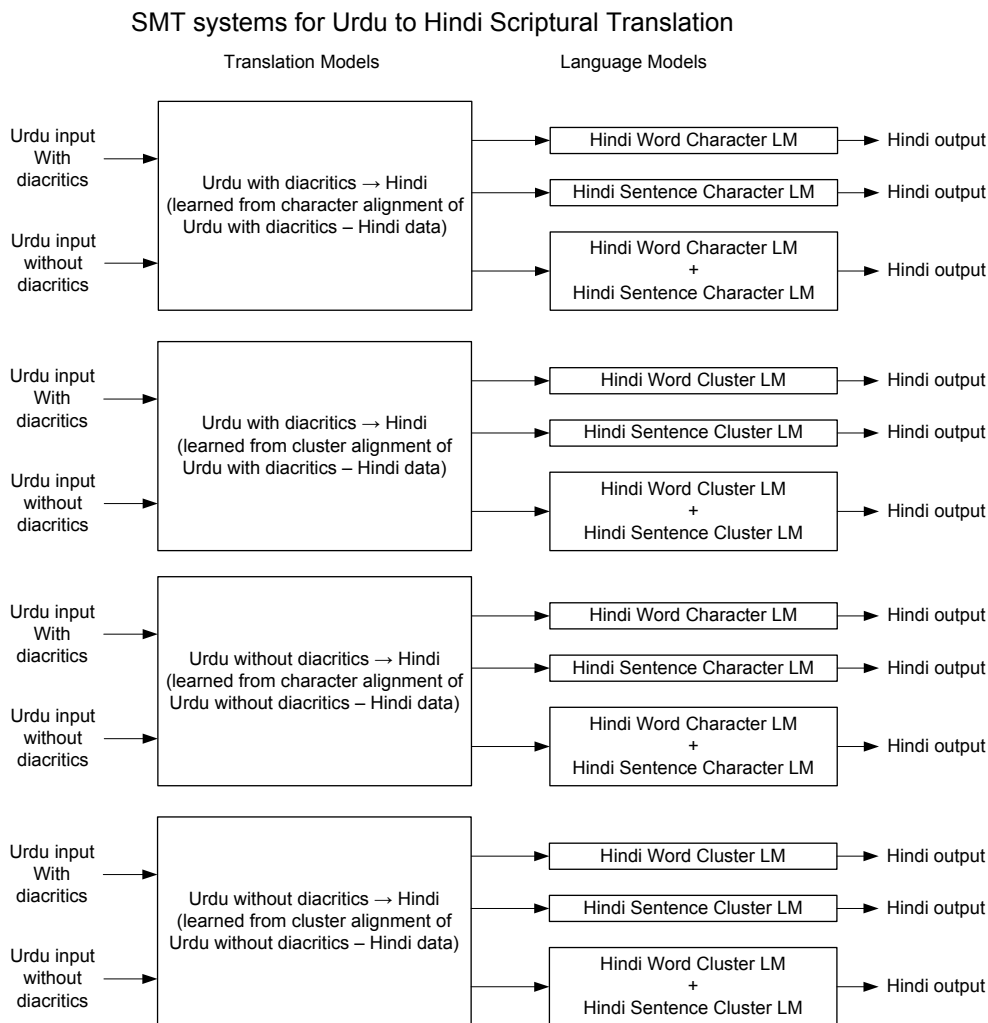 SMT systems for Urdu to Hindi Scriptural Translation
Translation Models
Language Models
Urdu input
With
diacritics
Urdu input
without
diacritics
Urdu with diacritics → Hindi
(learned from character alignment of
Urdu with diacritics – Hindi data)
Hindi Word Character LM
Hindi output
Hindi Sentence Character LM
Hindi output
Hindi Word Character LM
+
Hindi Sentence Character LM
Hindi output
Urdu input
With
diacritics
Urdu input
without
diacritics
Urdu with diacritics → Hindi
(learned from cluster alignment of
Urdu with diacritics – Hindi data)
Hindi Word Cluster LM
Hindi output
Hindi Sentence Cluster LM
Hindi output
Hindi Word Cluster LM
+
Hindi Sentence Cluster LM
Hindi output
Urdu input
With
diacritics
Urdu input
without
diacritics
Urdu without diacritics → Hindi
(learned from character alignment of
Urdu without diacritics – Hindi data)
Hindi Word Character LM
Hindi output
Hindi Sentence Character LM
Hindi output
Hindi Word Character LM
+
Hindi Sentence Character LM
Hindi output
Urdu input
With
diacritics
Urdu input
without
diacritics
Urdu without diacritics → Hindi
(learned from cluster alignment of
Urdu without diacritics – Hindi data)
Hindi Word Cluster LM
Hindi output
Hindi Sentence Cluster LM
Hindi output
Hindi Word Cluster LM
+
Hindi Sentence Cluster LM
Hindi output